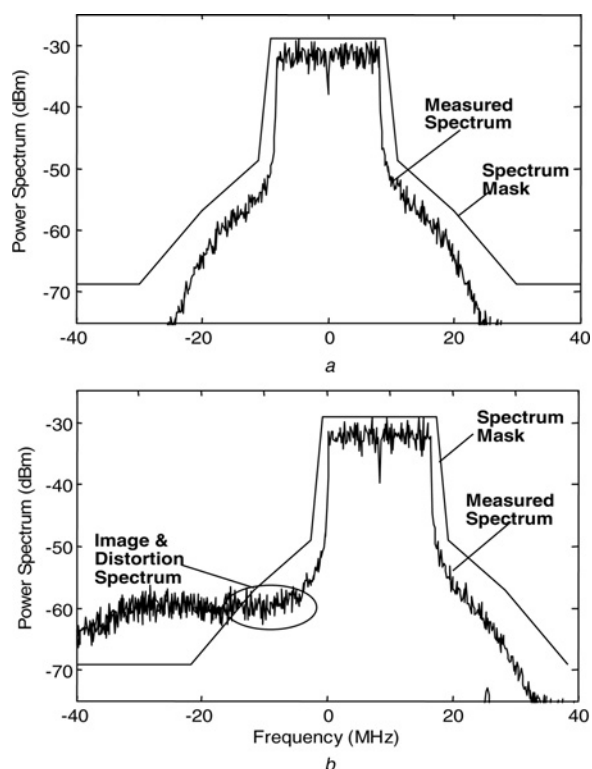 -30
-40
-50
-60
-70
Power Spectrum (dBm)
Measured
Spectrum
Spectrum
Mask
-40
-20
0
20
40
a
-30
-40
-50
-60
-70
Power Spectrum (dBm)
Spectrum
Mask
Measured
Spectrum
Image &
Distortion
Spectrum
-40
-20
0
20
40
Frequency (MHz)
b